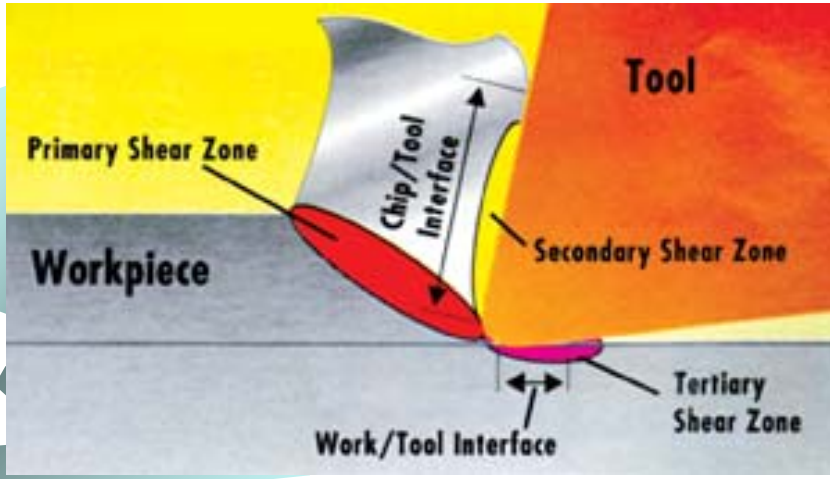 Tool
Primary Shear Zone
Chip/Tool
Interface
Workpiece
Secondary Shear Zone
Tertiary
Shear Zone
Work/Tool Interface